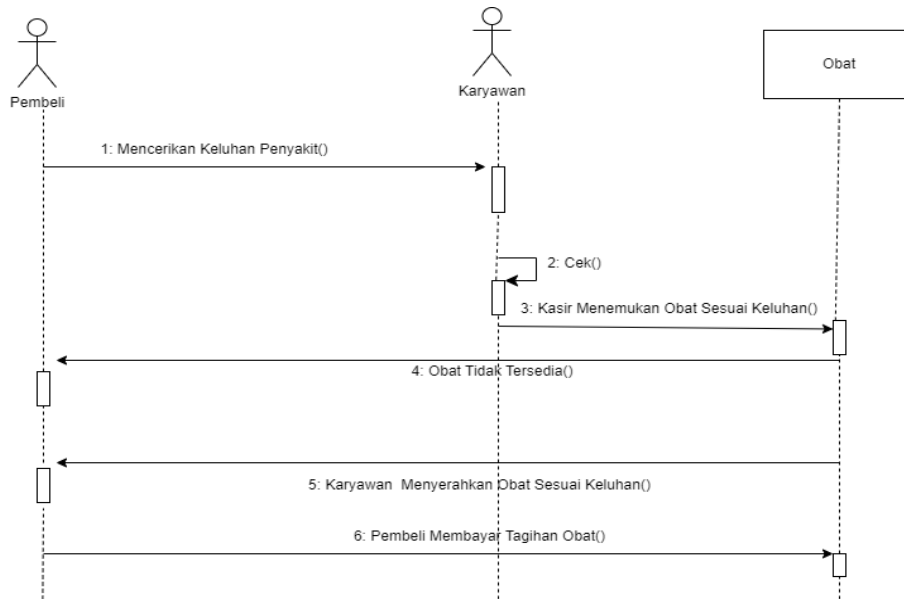 Pembeli
Karyawan
Obat
1: Mencerikan Keluhan Penyakit()
2: Cek()
3: Kasir Menemukan Obat Sesuai Keluhan()
4: Obat Tidak Tersedia()
5: Karyawan  Menyerahkan Obat Sesuai Keluhan()
6: Pembeli Membayar Tagihan Obat()